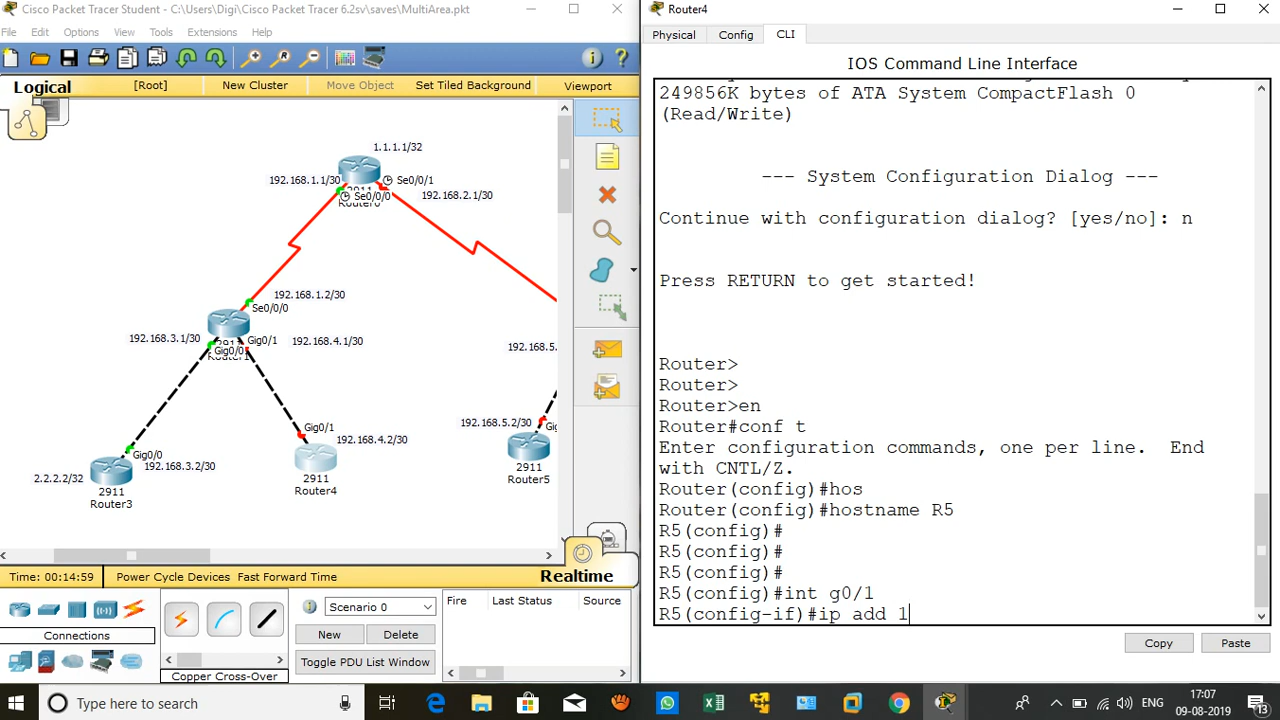 Cisco Packet Tracer Student - C:\Users\Digi\Cisco Packet Tracer 6.2sv\saves\MultiArea.pkt
File Edit Options View Tools Extensions Help
Logical [Root] New Cluster Move Object Set Tiled Background Viewport
1.1.1.1/32
192.168.1.1/30
Se0/0/1
Se0/0/0
192.168.2.1/30
2911
Router0
192.168.1.2/30
Se0/0/0
192.168.3.1/30
Gig0/1
192.168.4.1/30
Gig0/0
192.168.5.
Gig0/1
192.168.4.2/30
192.168.5.2/30
Gi
Gig0/0
192.168.3.2/30
2.2.2.2/32
2911
Router3
2911
Router4
2911
Router5
Time: 00:14:59 Power Cycle Devices Fast Forward Time
Realtime
Connections
Copper Cross-Over
Scenario 0
New
Delete
Toggle PDU List Window
Fire Last Status Source
Router4
Physical Config CLI
IOS Command Line Interface
249856K bytes of ATA System CompactFlash 0
(Read/Write)
--- System Configuration Dialog ---
Continue with configuration dialog? [yes/no]: n
Press RETURN to get started!
Router>
Router>
Router>en
Router#conf t
Enter configuration commands, one per line. End
with CNTL/Z.
Router(config)#hos
Router(config)#hostname R5
R5(config)#
R5(config)#
R5(config)#
R5(config)#int g0/1
R5(config-if)#ip add 1
Copy
Paste
Type here to search
ENG
17:07
09-08-2019
13